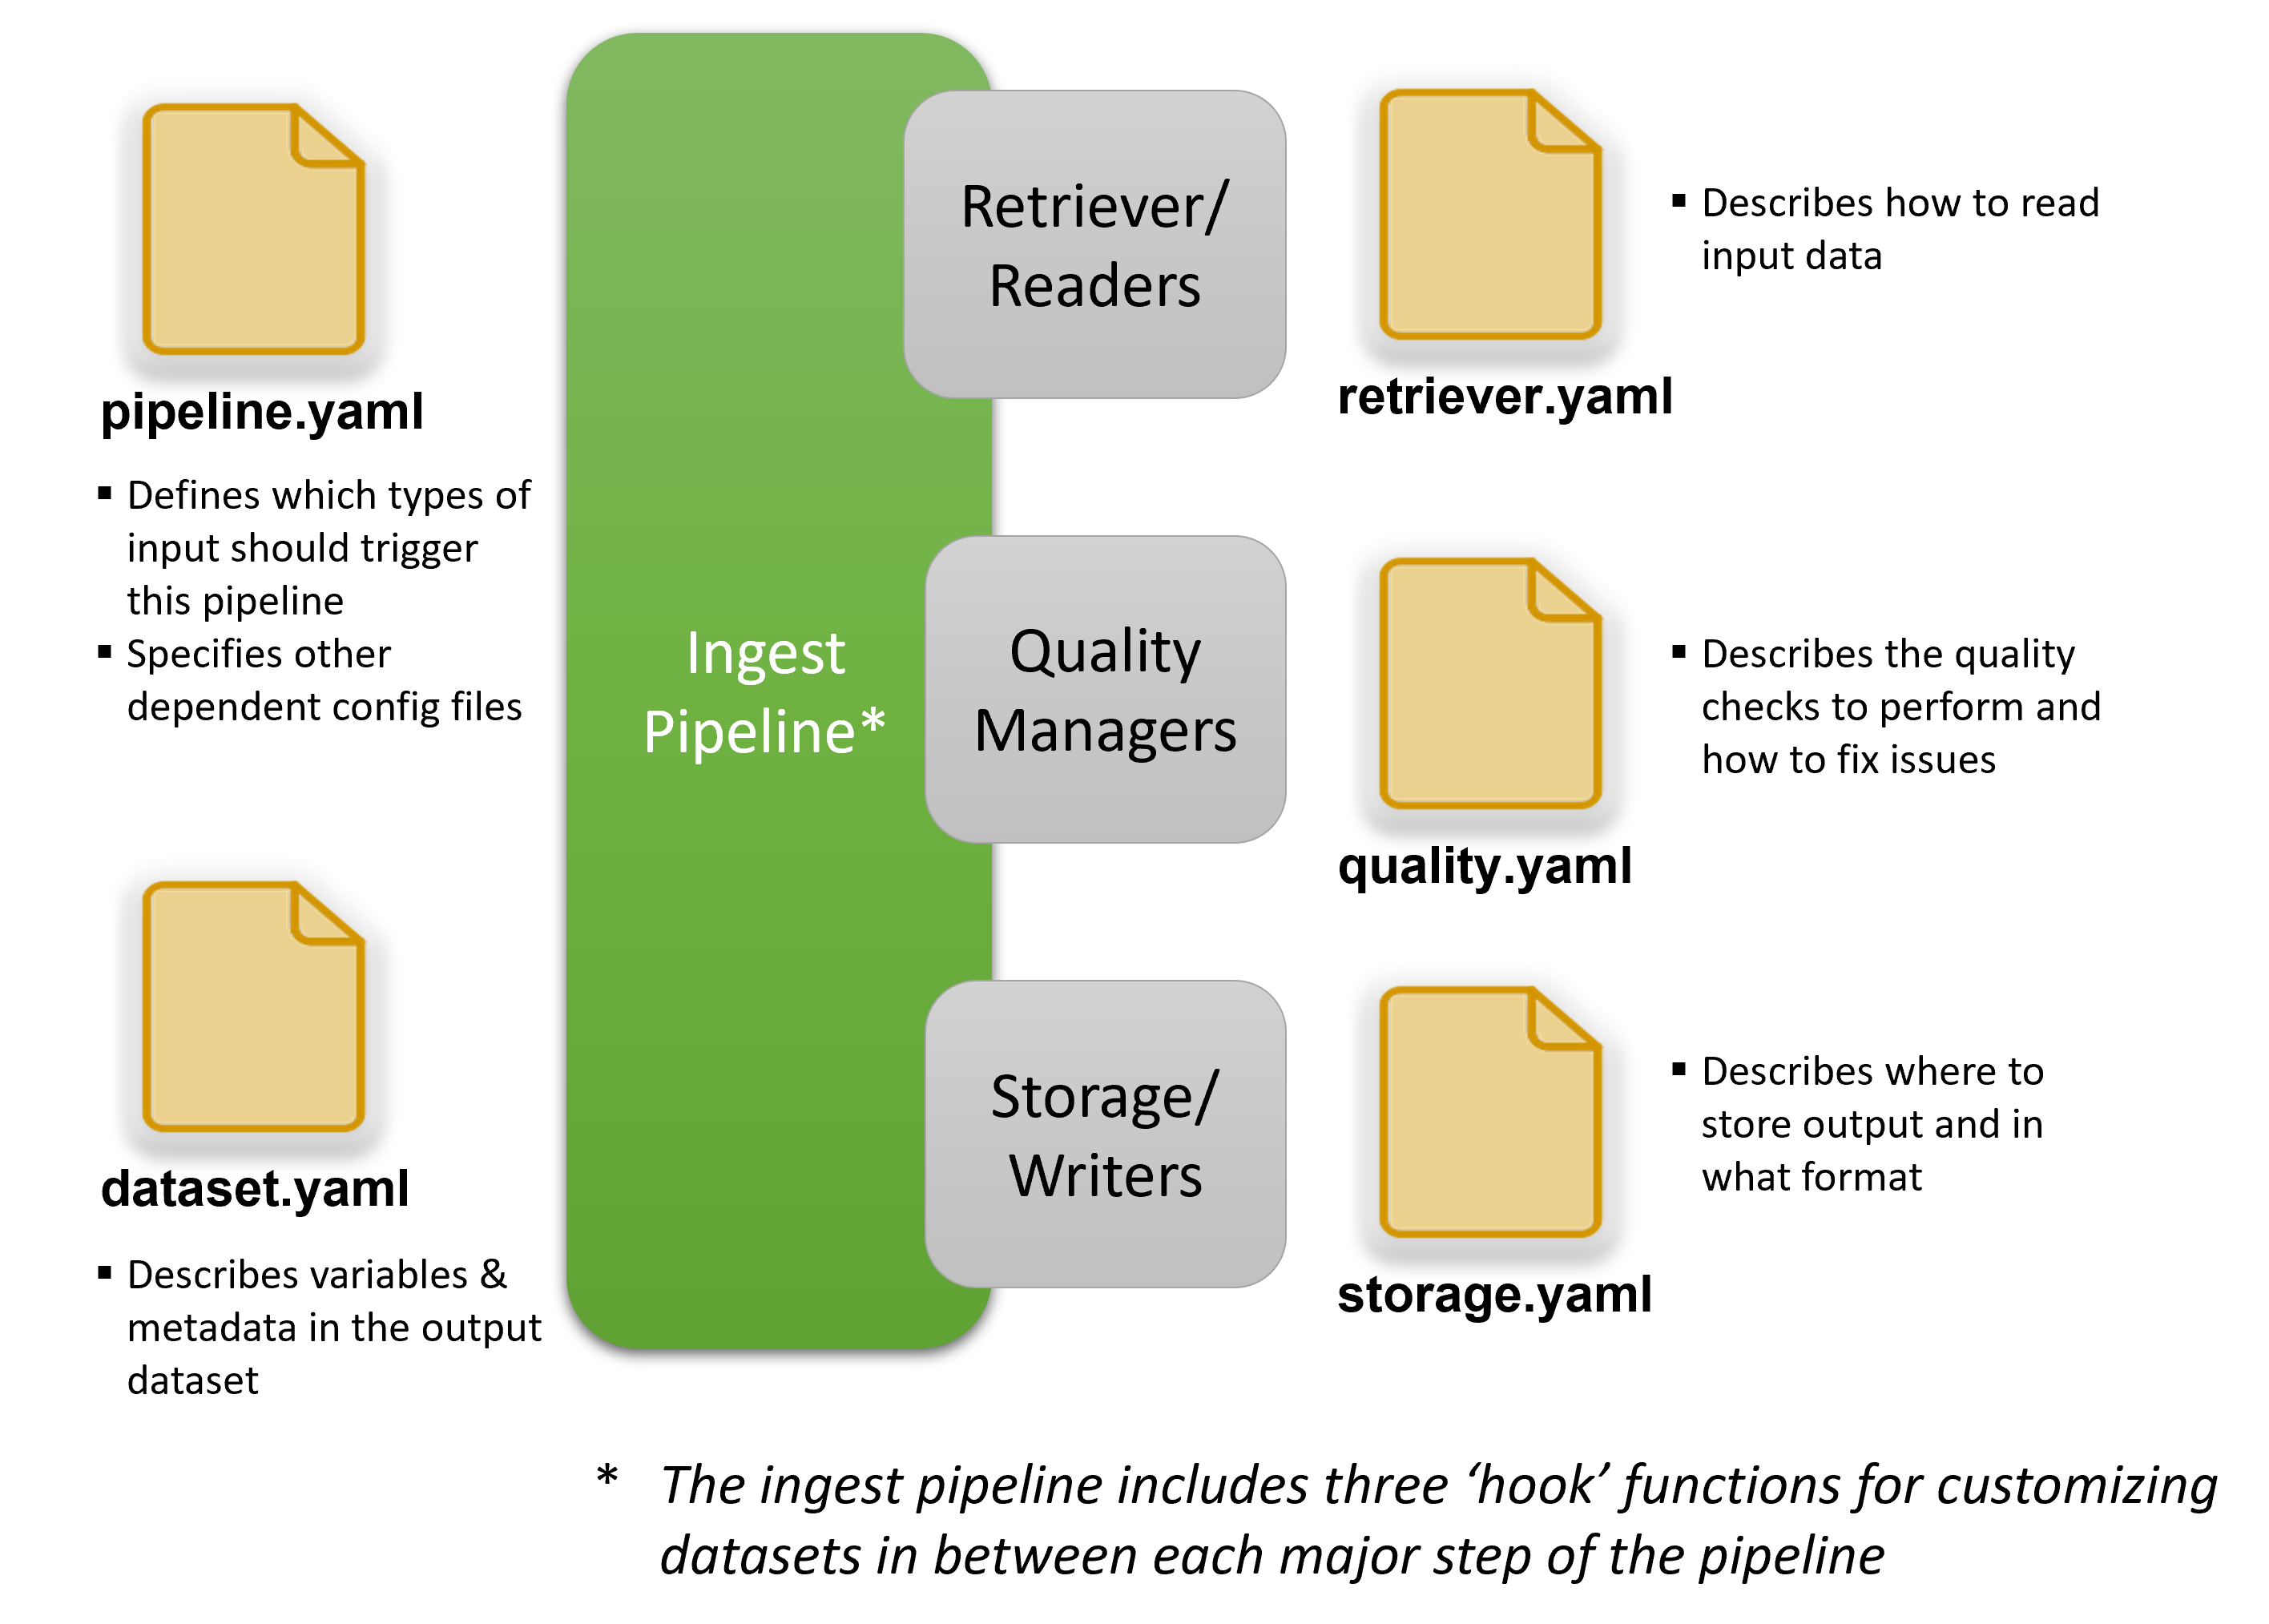 pipeline.yaml
▪ Defines which types of
input should trigger
this pipeline
▪ Specifies other
dependent config files
dataset.yaml
▪ Describes variables &
metadata in the output
dataset
Ingest
Pipeline*
Retriever/
Readers
Quality
Managers
Storage/
Writers
retriever.yaml
▪ Describes how to read
input data
quality.yaml
▪ Describes the quality
checks to perform and
how to fix issues
storage.yaml
▪ Describes where to
store output and in
what format
* The ingest pipeline includes three ‘hook’ functions for customizing
datasets in between each major step of the pipeline